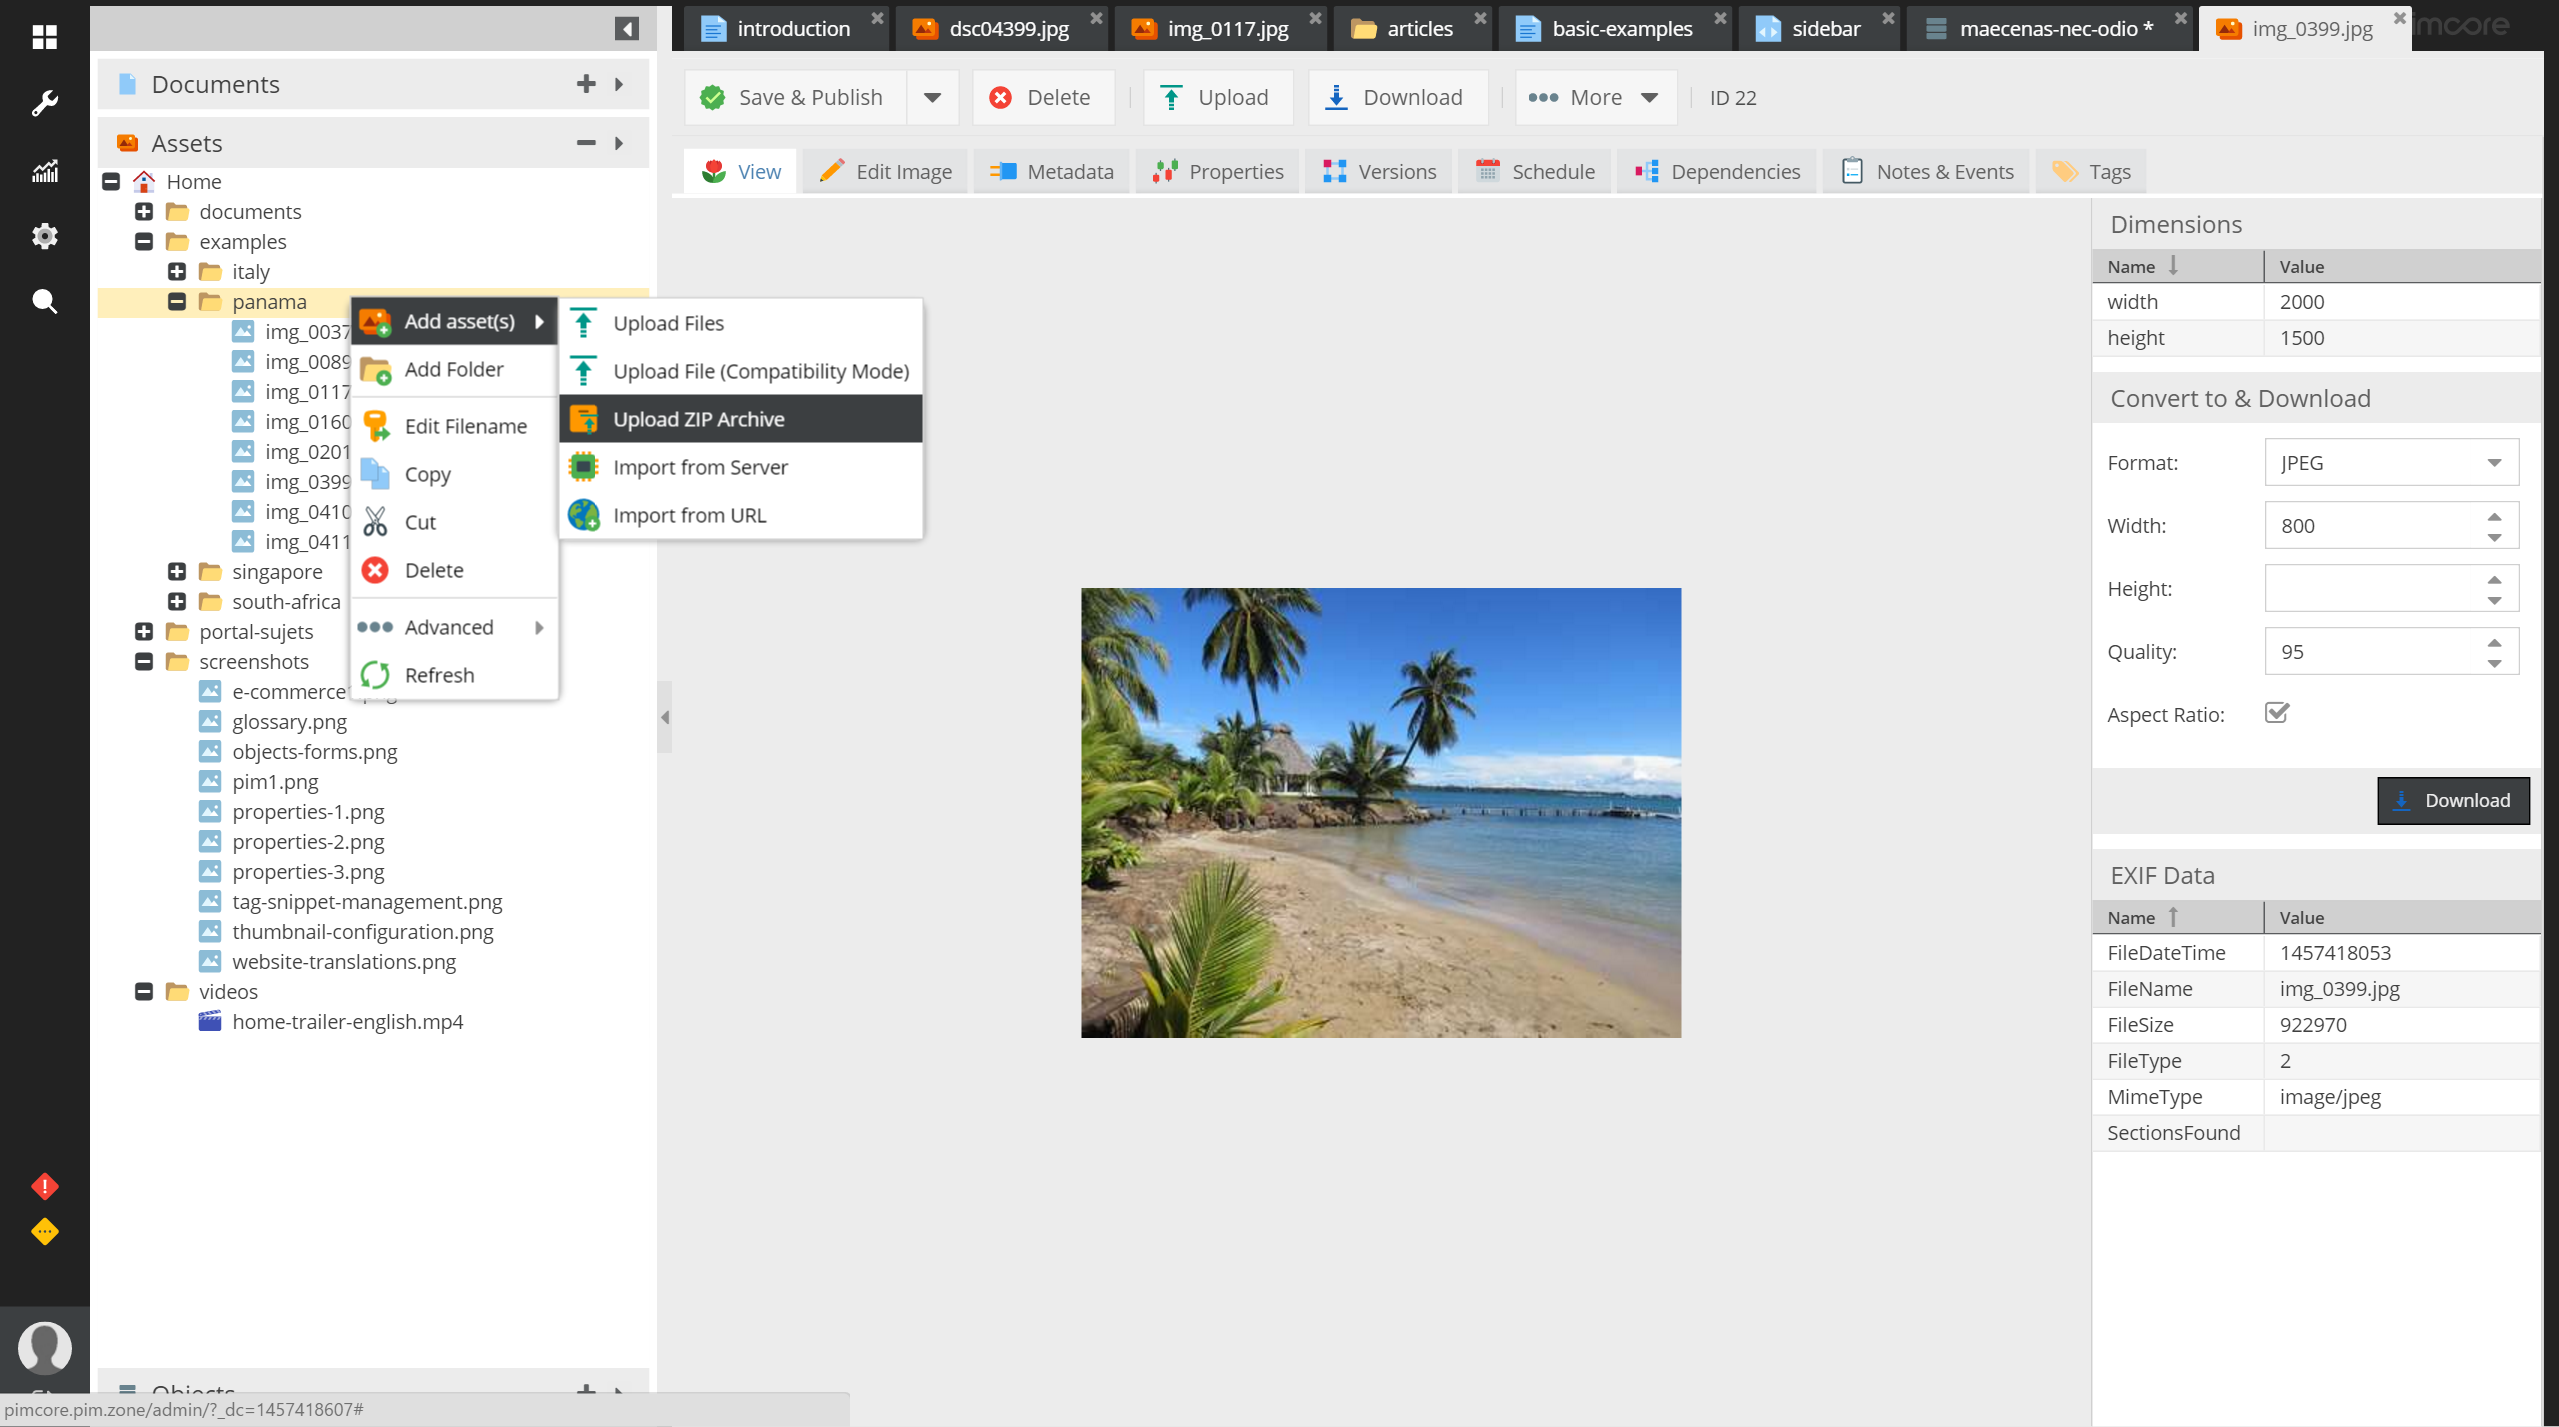 introduction
dsc04399.jpg
img_0117.jpg
articles
basic-examples
sidebar
maecenas-nec-odio *
img_0399.jpg
imcore
Documents
Save & Publish
Delete
Upload
Download
More
ID 22
Assets
View
Edit Image
Metadata
Properties
Versions
Schedule
Dependencies
Notes & Events
Tags
Home
documents
examples
italy
panama
img_0037
img_0089
img_0117
img_0160
img_0201
img_0399
img_0410
img_0411
singapore
south-africa
portal-sujets
screenshots
e-commerce
glossary.png
objects-forms.png
pim1.png
properties-1.png
properties-2.png
properties-3.png
tag-snippet-management.png
thumbnail-configuration.png
website-translations.png
videos
home-trailer-english.mp4
Objects
Add asset(s)
Add Folder
Edit Filename
Copy
Cut
Delete
Advanced
Refresh
Upload Files
Upload File (Compatibility Mode)
Upload ZIP Archive
Import from Server
Import from URL
Dimensions
Name Value
width 2000
height 1500
Convert to & Download
Format: JPEG
Width: 800
Height:
Quality: 95
Aspect Ratio:
Download
EXIF Data
Name Value
FileDateTime 1457418053
FileName img_0399.jpg
FileSize 922970
FileType 2
MimeType image/jpeg
SectionsFound
pimcore.pim.zone/admin/?_dc=1457418607#